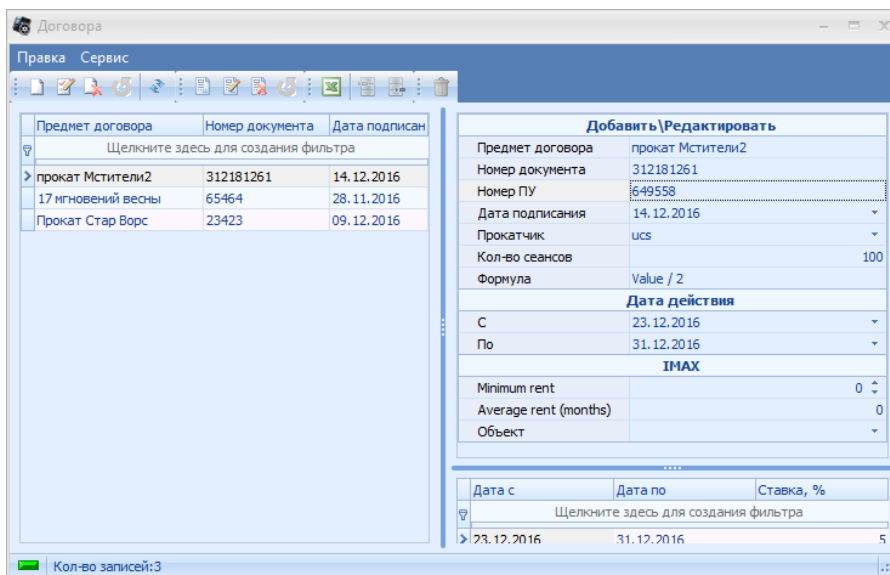 Договора
Правка Сервис
Предмет договора Номер документа Дата подписан
Щелкните здесь для создания фильтра
прокат Мстители2 312181261 14.12.2016
17 мгновений весны 65464 28.11.2016
Прокат Стар Ворс 23423 09.12.2016
Добавить\Редактировать
Предмет договора прокат Мстители2
Номер документа 312181261
Номер ПУ 649558
Дата подписания 14.12.2016
Прокатчик ucs
Кол-во сеансов 100
Формула Value / 2
Дата действия
С 23.12.2016
По 31.12.2016
IMAX
Minimum rent 0
Average rent (months) 0
Объект
Дата с Дата по Ставка, %
Щелкните здесь для создания фильтра
23.12.2016 31.12.2016 5
Кол-во записей:3